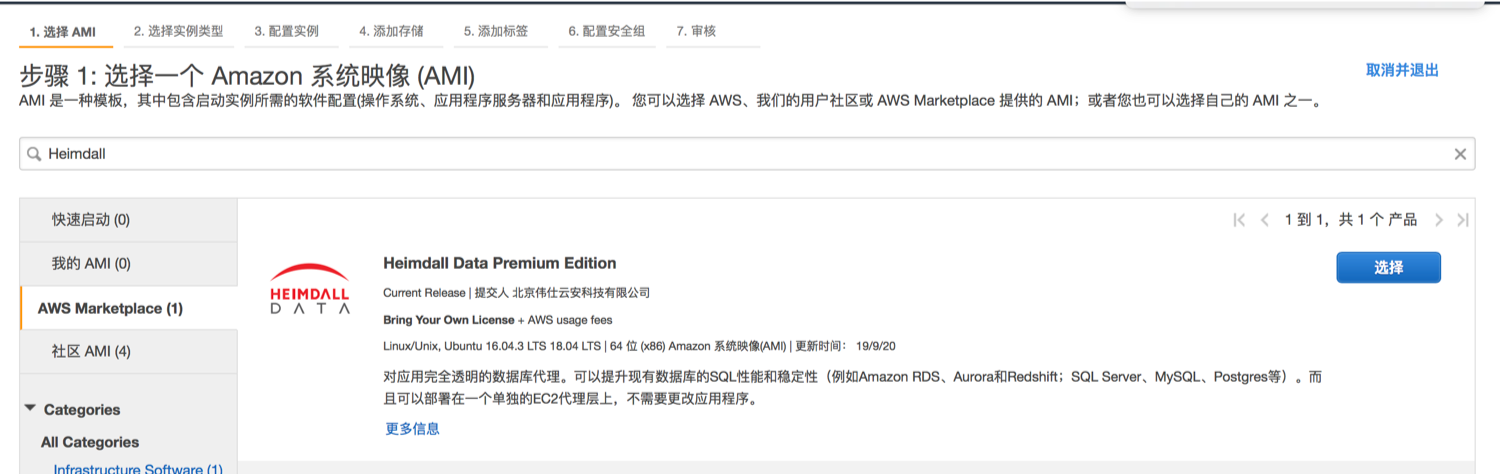 1. 选择 AMI 2. 选择实例类型 3. 配置实例 4. 添加存储 5. 添加标签 6. 配置安全组 7. 审核
步骤 1: 选择一个 Amazon 系统映像 (AMI)
取消并退出
AMI 是一种模板，其中包含启动实例所需的软件配置(操作系统、应用程序服务器和应用程序)。 您可以选择 AWS、我们的用户社区或 AWS Marketplace 提供的 AMI；或者您也可以选择自己的 AMI 之一。
Heimdall
快速启动 (0)
我的 AMI (0)
AWS Marketplace (1)
社区 AMI (4)
Categories
All Categories
Infrastructure Software (1)
1 到 1，共 1 个 产品
HEIMDALL
DATA
Heimdall Data Premium Edition
选择
Current Release | 提交人 北京伟仕云安科技有限公司
Bring Your Own License + AWS usage fees
Linux/Unix, Ubuntu 16.04.3 LTS 18.04 LTS | 64 位 (x86) Amazon 系统映像(AMI) | 更新时间： 19/9/20
对应用完全透明的数据库代理。可以提升现有数据库的SQL性能和稳定性（例如Amazon RDS、Aurora和Redshift；SQL Server、MySQL、Postgres等）。而
且可以部署在一个单独的EC2代理层上，不需要更改应用程序。
更多信息